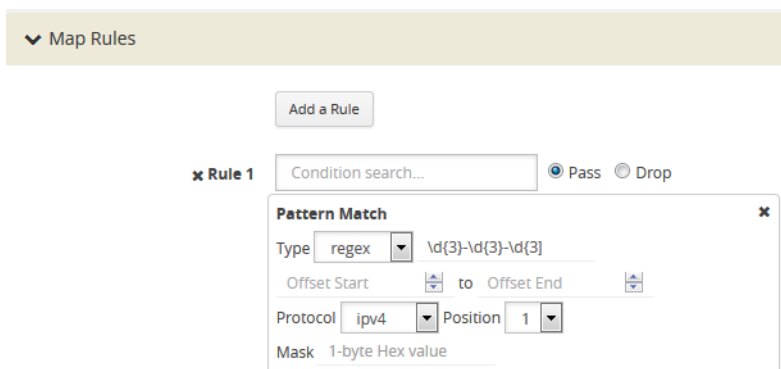 Map Rules
Add a Rule
Rule 1 Condition search... Pass Drop
Pattern Match
Type regex \d{3}-\d{3}-\d{3]
Offset Start to Offset End
Protocol ipv4 Position 1
Mask 1-byte Hex value